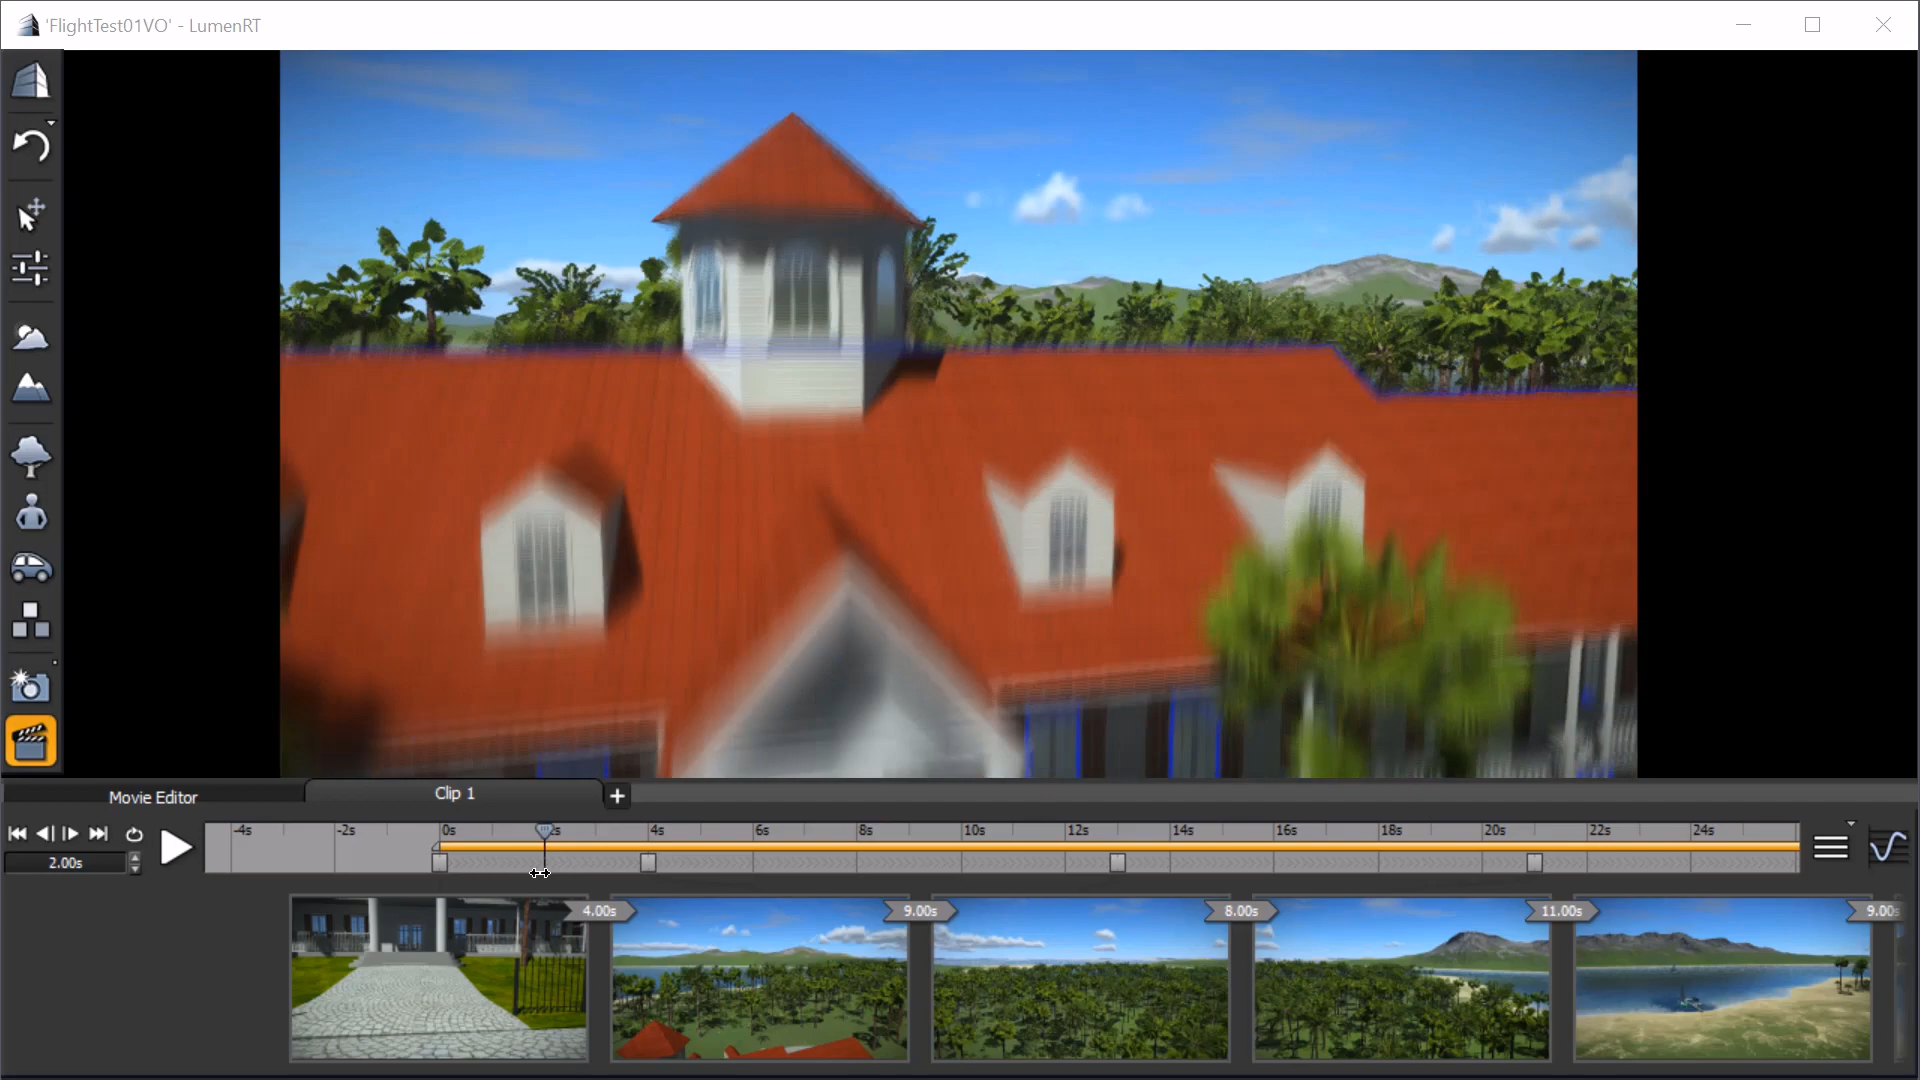 'FlightTest01VO' - LumenRT
Movie Editor
Clip 1
+
-4s -2s 0s 2s 4s 6s 8s 10s 12s 14s 16s 18s 20s 22s 24s
2.00s
4.00s 9.00s 8.00s 11.00s 9.00s